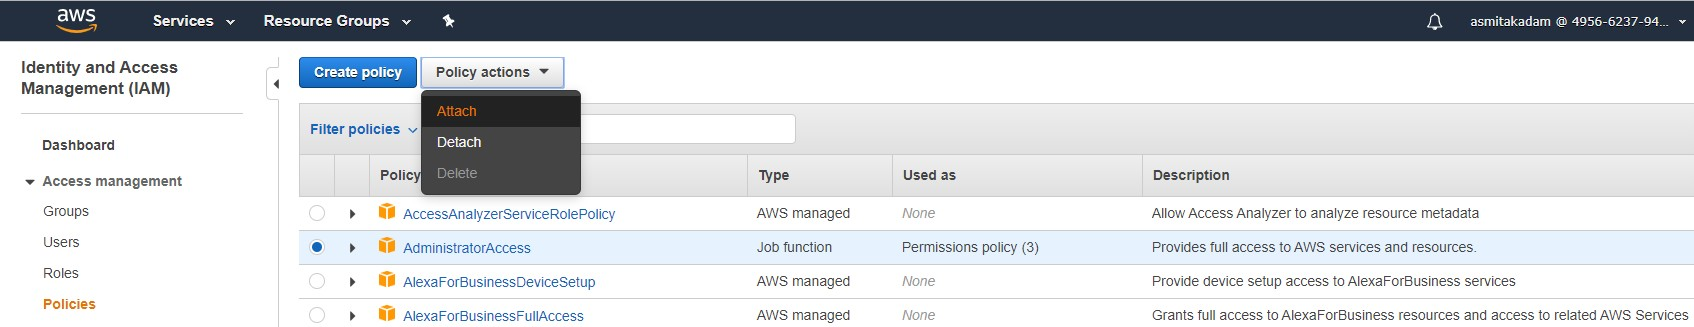 aws Services Resource Groups asmitakadam @ 4956-6237-94...
Identity and Access
Management (IAM)
Dashboard
Access management
Groups
Users
Roles
Policies
Create policy Policy actions
Attach
Detach
Delete
Filter policies
Policy Type Used as Description
AccessAnalyzerServiceRolePolicy AWS managed None Allow Access Analyzer to analyze resource metadata
AdministratorAccess Job function Permissions policy (3) Provides full access to AWS services and resources.
AlexaForBusinessDeviceSetup AWS managed None Provide device setup access to AlexaForBusiness services
AlexaForBusinessFullAccess AWS managed None Grants full access to AlexaForBusiness resources and access to related AWS Services